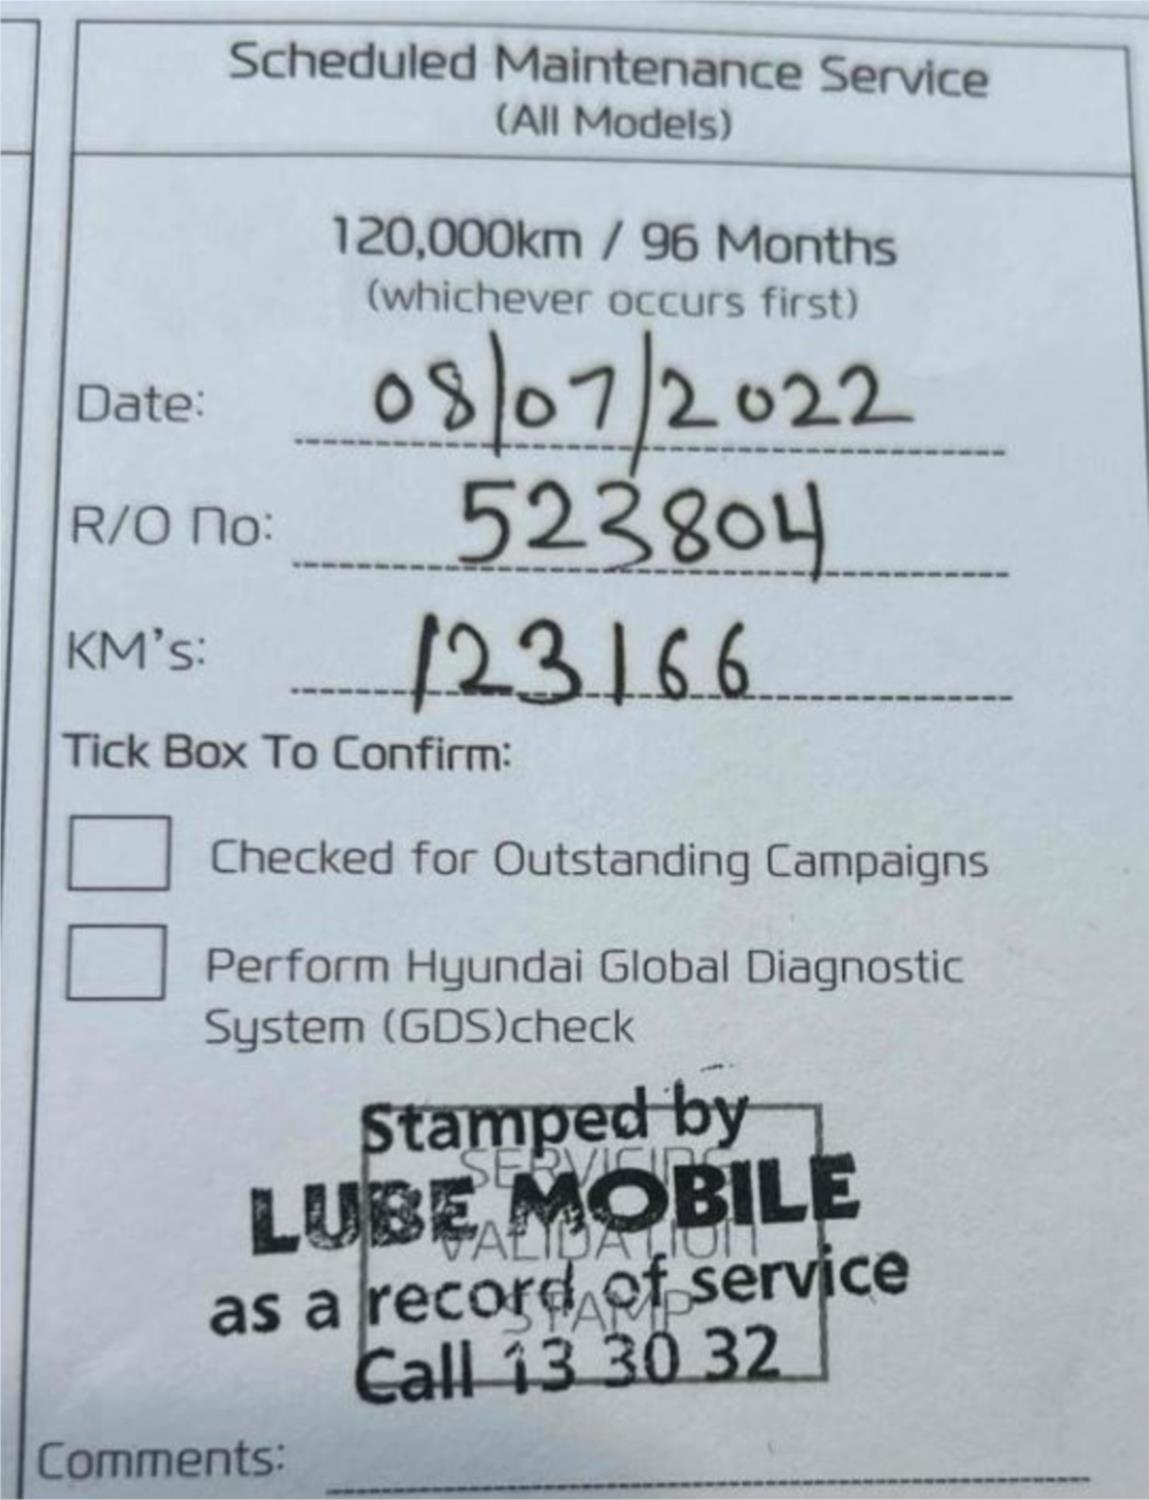 Scheduled Maintenance Service
(All Models)
120,000km / 96 Months
(whichever occurs first)
Date: 08/07/2022
R/O No: 523804
KM's: 123166
Tick Box To Confirm:
Checked for Outstanding Campaigns
Perform Hyundai Global Diagnostic
System (GDS)check
Stamped by
SERVICING
LUBE MOBILE
VALIDATION
as a record of service
STAMP
Call 13 30 32
Comments: